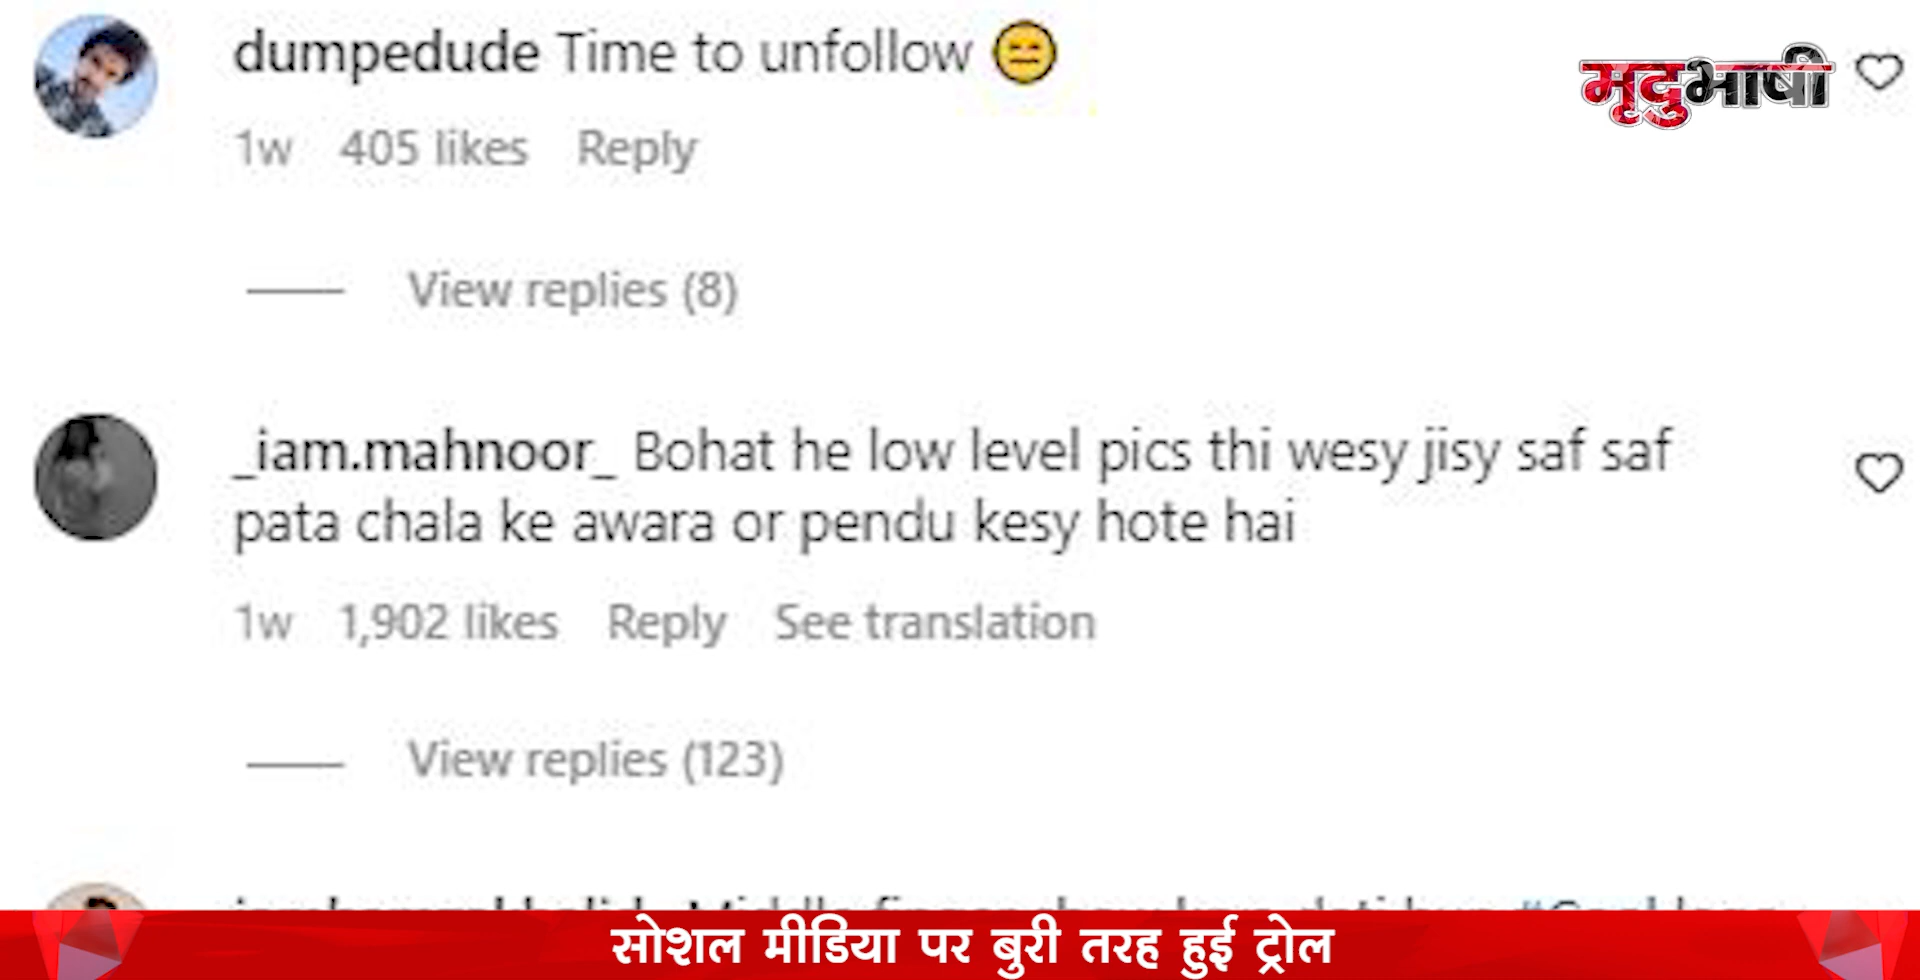 dumpedude Time to unfollow 😑
मृदुभाषी
1w 405 likes Reply
View replies (8)
_iam.mahnoor_ Bohat he low level pics thi wesy jisy saf saf
pata chala ke awara or pendu kesy hote hai
1w 1,902 likes Reply See translation
View replies (123)
सोशल मीडिया पर बुरी तरह हुई ट्रोल